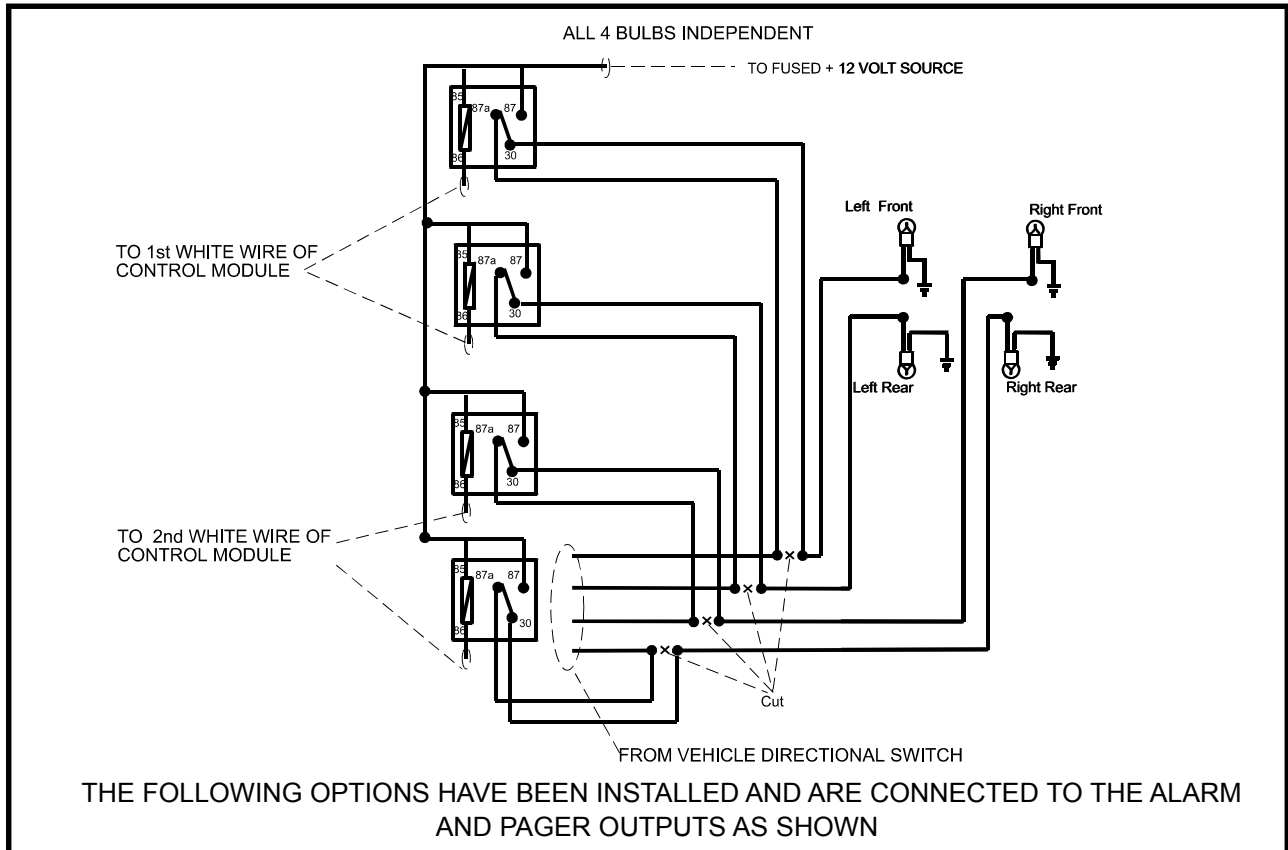 ALL 4 BULBS INDEPENDENT
TO FUSED + 12 VOLT SOURCE
85
87a
87
86
30
Left Front
Right Front
TO 1st WHITE WIRE OF
CONTROL MODULE
85
87a
87
86
30
Left Rear
Right Rear
85
87a
87
86
30
TO 2nd WHITE WIRE OF
CONTROL MODULE
85
87a
87
86
30
Cut
FROM VEHICLE DIRECTIONAL SWITCH
THE FOLLOWING OPTIONS HAVE BEEN INSTALLED AND ARE CONNECTED TO THE ALARM
AND PAGER OUTPUTS AS SHOWN